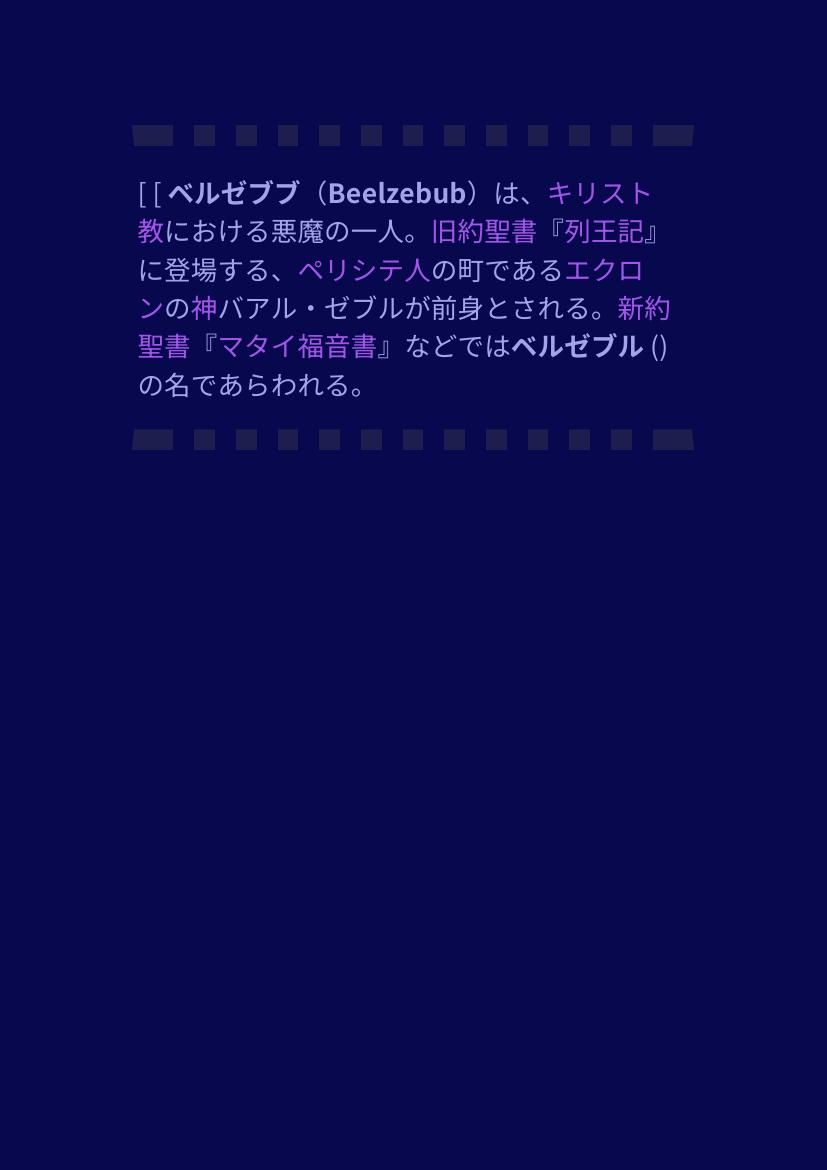 [ [ ベルゼブブ（Beelzebub）は、キリスト
教における悪魔の一人。旧約聖書『列王記』
に登場する、ペリシテ人の町であるエクロ
ンの神バアル・ゼブルが前身とされる。新約
聖書『マタイ福音書』などではベルゼブル ()
の名であらわれる。